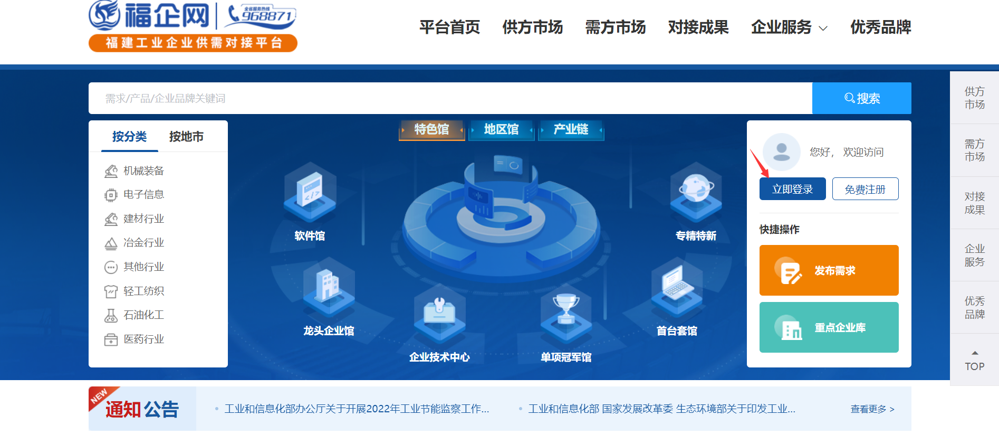 福企网
全省服务热线
968871
福建工业企业供需对接平台
平台首页 供方市场 需方市场 对接成果 企业服务 优秀品牌
需求/产品/企业品牌关键词
搜索
按分类 按地市
机械装备
电子信息
建材行业
冶金行业
其他行业
轻工纺织
石油化工
医药行业
特色馆 地区馆 产业链
软件馆
专精特新
龙头企业馆
首台套馆
企业技术中心
单项冠军馆
您好， 欢迎访问
立即登录 免费注册
快捷操作
发布需求
重点企业库
供方
市场
需方
市场
对接
成果
企业
服务
优秀
品牌
TOP
NEW
通知公告
工业和信息化部办公厅关于开展2022年工业节能监察工作...
工业和信息化部 国家发展改革委 生态环境部关于印发工业...
查看更多 >